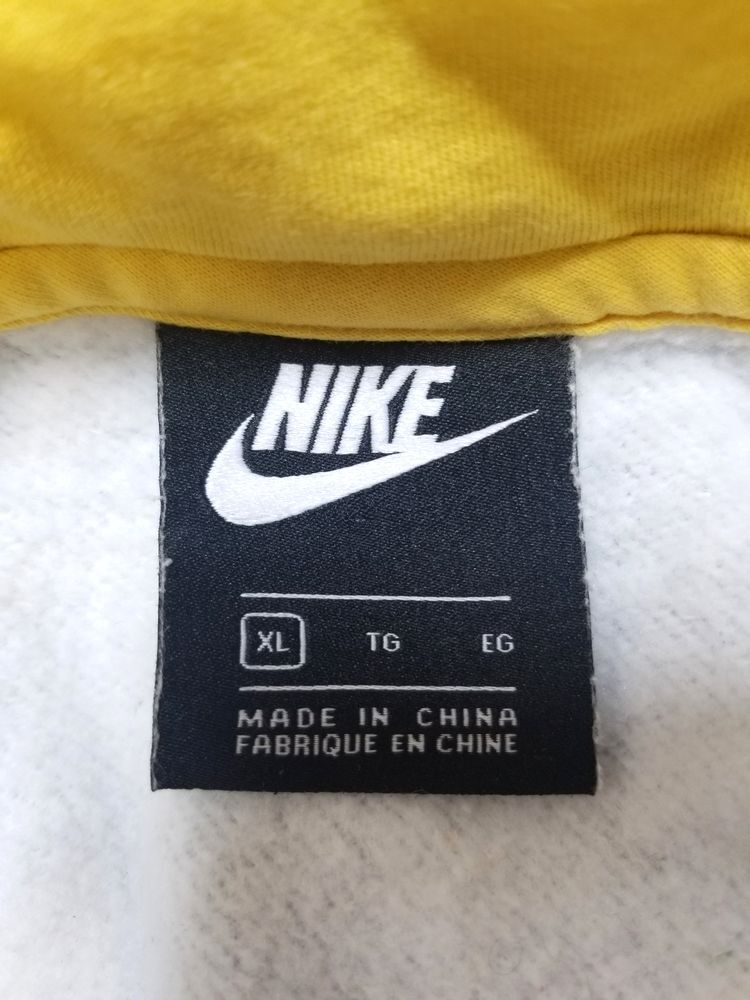 NIKE
XL TG EG
MADE IN CHINA
FABRIQUE EN CHINE